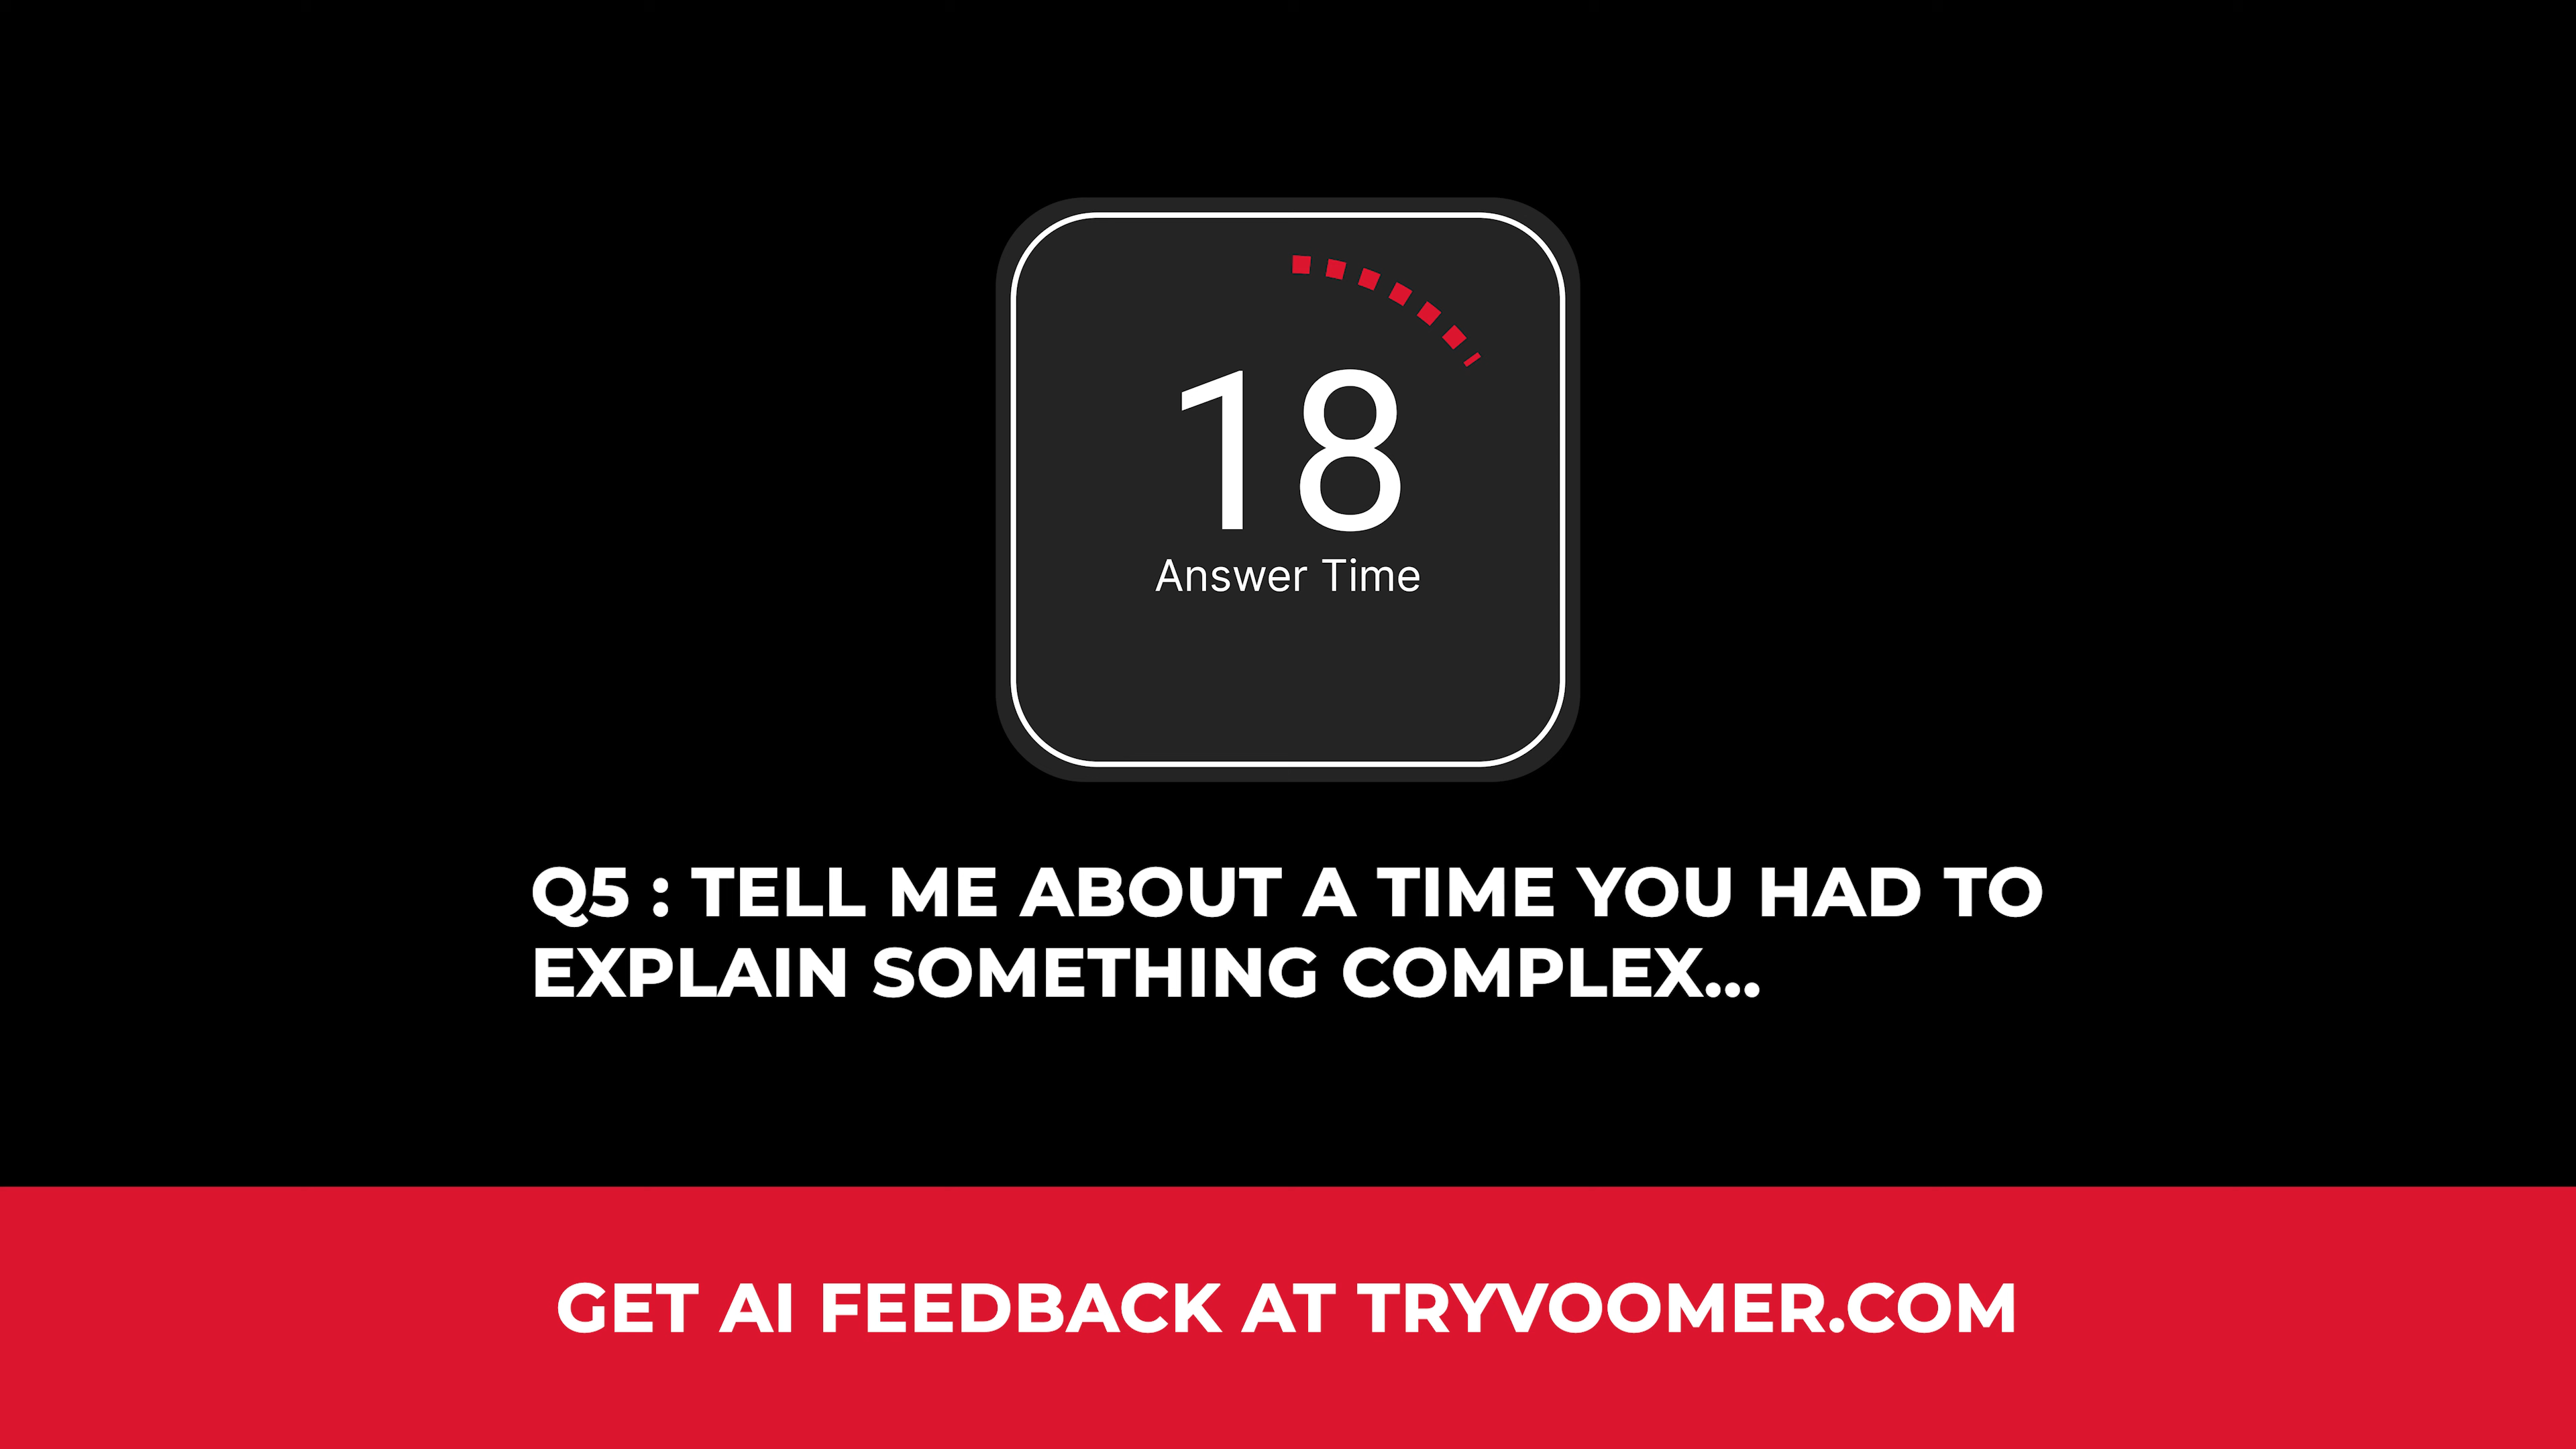 18
Answer Time
Q5 : TELL ME ABOUT A TIME YOU HAD TO
EXPLAIN SOMETHING COMPLEX...
GET AI FEEDBACK AT TRYVOOMER.COM